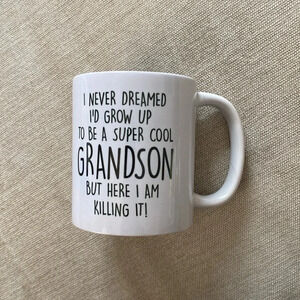 I NEVER DREAMED
I'D GROW UP
TO BE A SUPER COOL
GRANDSON
BUT HERE I AM
KILLING IT!